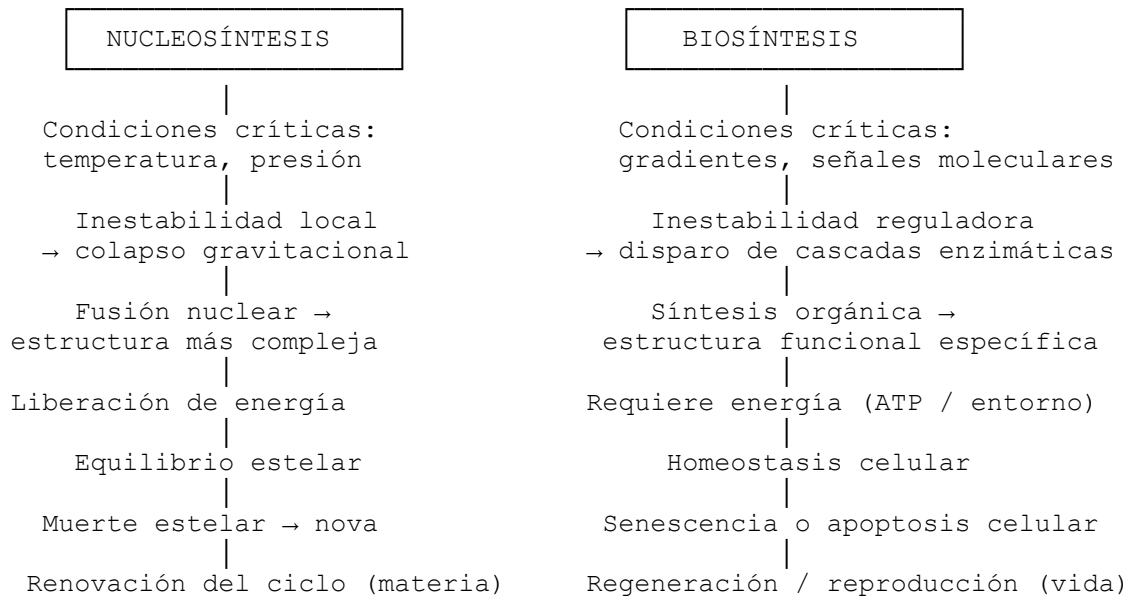 NUCLEOSÍNTESIS
BIOSÍNTESIS
Condiciones críticas:
temperatura, presión
Condiciones críticas:
gradientes, señales moleculares
Inestabilidad local
→ colapso gravitacional
Inestabilidad reguladora
→ disparo de cascadas enzimáticas
Fusión nuclear →
estructura más compleja
Síntesis orgánica →
estructura funcional específica
Liberación de energía
Requiere energía (ATP / entorno)
Equilibrio estelar
Homeostasis celular
Muerte estelar → nova
Senescencia o apoptosis celular
Renovación del ciclo (materia)
Regeneración / reproducción (vida)